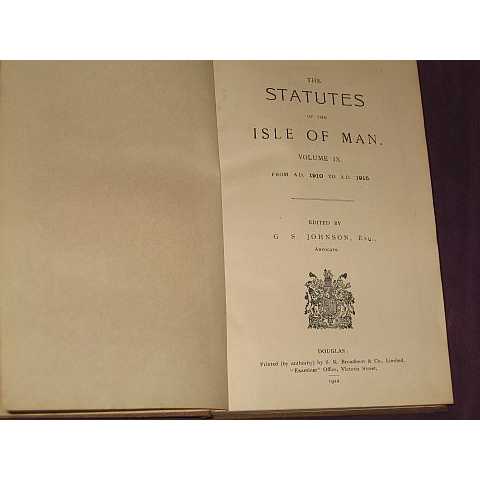 THE
STATUTES
OF THE
ISLE OF MAN.
VOLUME IX.
FROM A.D. 1910 TO A.D. 1916
EDITED BY
G. S. JOHNSON, ESQ.,
ADVOCATE.
DOUGLAS:
Printed (by authority) by S. K. Broadbent & Co., Limited,
"Examiner" Office, Victoria Street,